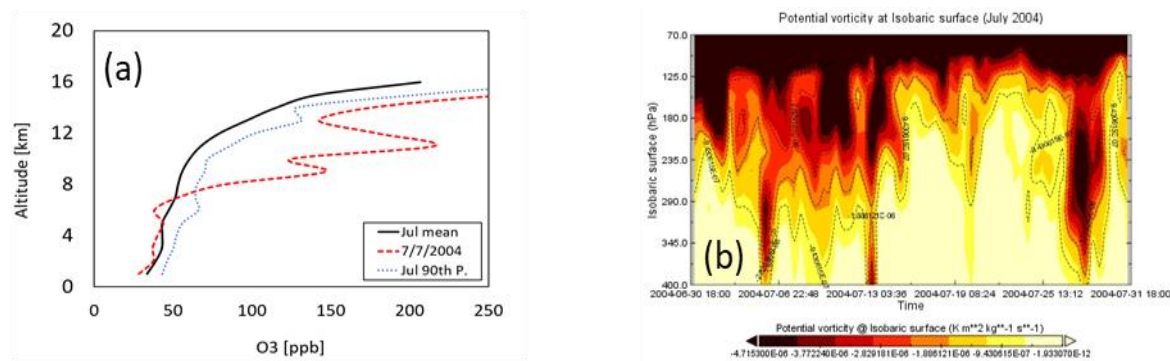 20
(a)
16
12
8
4
0
Altitude [km]
Jul mean
7/7/2004
Jul 90th P.
0 50 100 150 200 250
O3 [ppb]
Potential vorticity at Isobaric surface (July 2004)
70.0
125.0
180.0
235.0
290.0
345.0
400.0
Isobaric surface (hPa)
(b)
2004-06-30 18:00 2004-07-06 22:48 2004-07-13 03:36 2004-07-19 08:24 2004-07-25 13:12 2004-07-31 18:00
Time
Potential vorticity @ Isobaric surface (K m**2 kg**-1 s**-1)
-4.715300E-06 -3.772240E-06 -2.829181E-06 -1.886121E-06 -9.430615E-07 -1.933070E-12